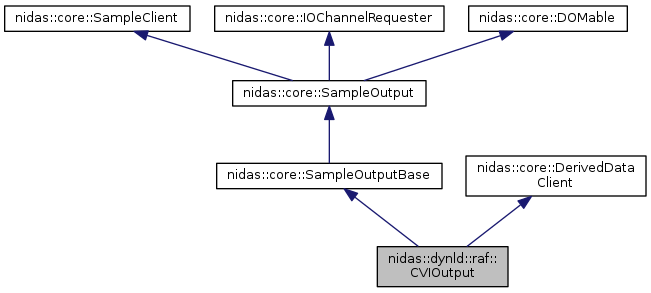 nidas::core::SampleClient
nidas::core::IOChannelRequester
nidas::core::DOMable
nidas::core::SampleOutput
nidas::core::SampleOutputBase
nidas::core::DerivedData
Client
nidas::dynld::raf::
CVIOutput